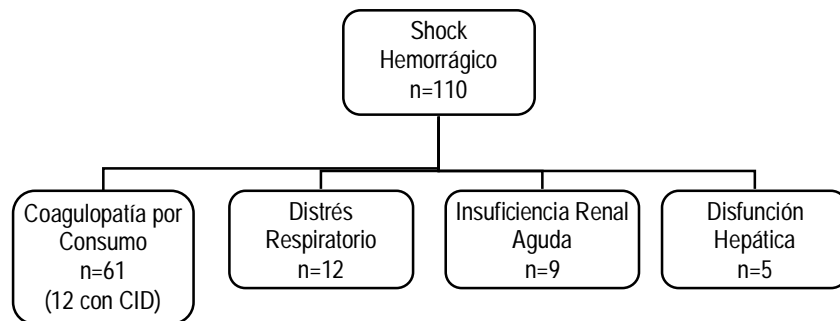 Shock
Hemorrágico
n=110
Coagulopatía por
Consumo
n=61
(12 con CID)
Distrés
Respiratorio
n=12
Insuficiencia Renal
Aguda
n=9
Disfunción
Hepática
n=5